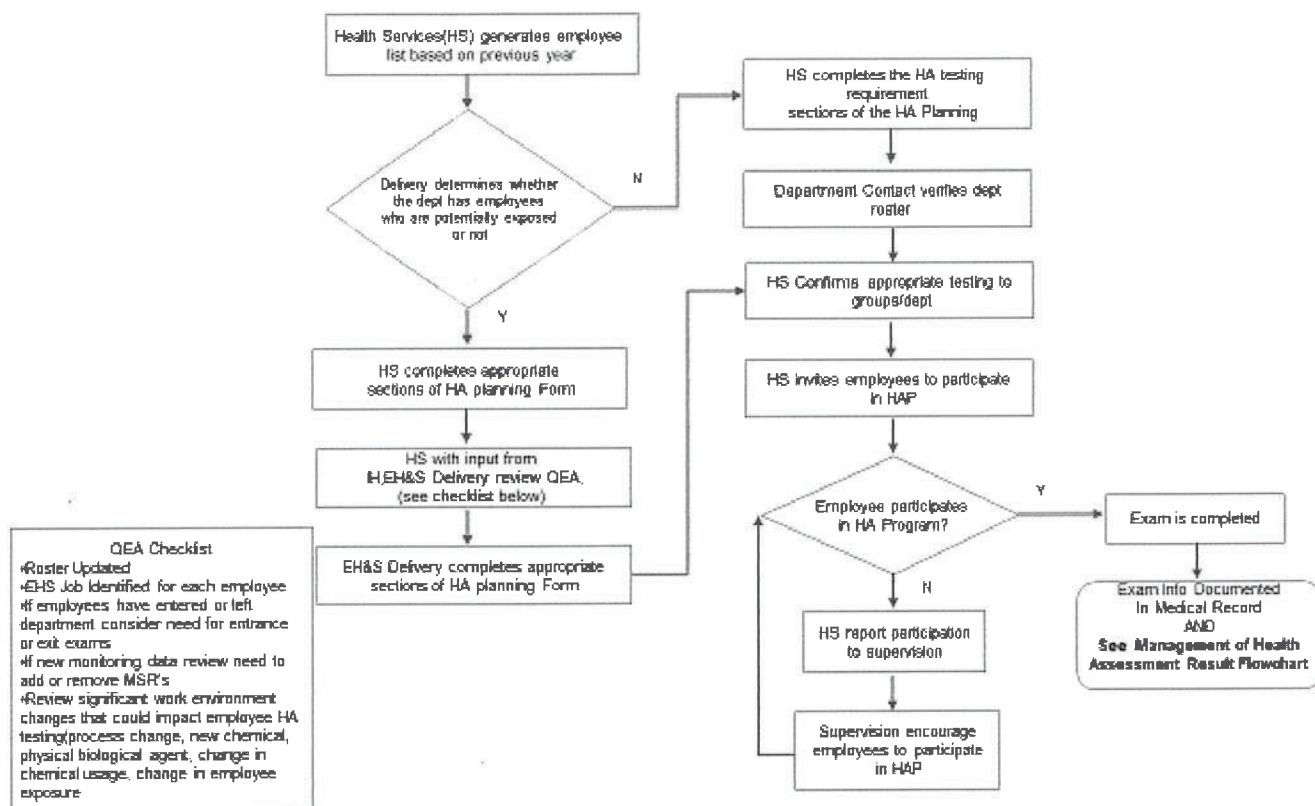 Health Services(HS) generates employee
list based on previous year
Delivery determines whether
the dept has employees
who are potentially exposed
or not
N
Y
HS completes appropriate
sections of HA planning Form
HS with input from
IH,EH&S Delivery review QEA,
(see checklist below)
EH&S Delivery completes appropriate
sections of HA planning Form
HS completes the HA testing
requirement
sections of the HA Planning
Department Contact verifies dept
roster
HS Confirms appropriate testing to
groups/dept
HS invites employees to participate
in HAP
Employee participates
in HA Program?
Y
N
Exam is completed
Exam Info Documented
In Medical Record
AND
See Management of Health
Assessment Result Flowchart
HS report participation
to supervision
Supervision encourage
employees to participate
in HAP
QEA Checklist
•Roster Updated
•EHS Job Identified for each employee
•If employees have entered or left
department consider need for entrance
or exit exams
•If new monitoring data review need to
add or remove MSR's
•Review significant work environment
changes that could impact employee HA
testing(process change, new chemical,
physical biological agent, change in
chemical usage, change in employee
exposure